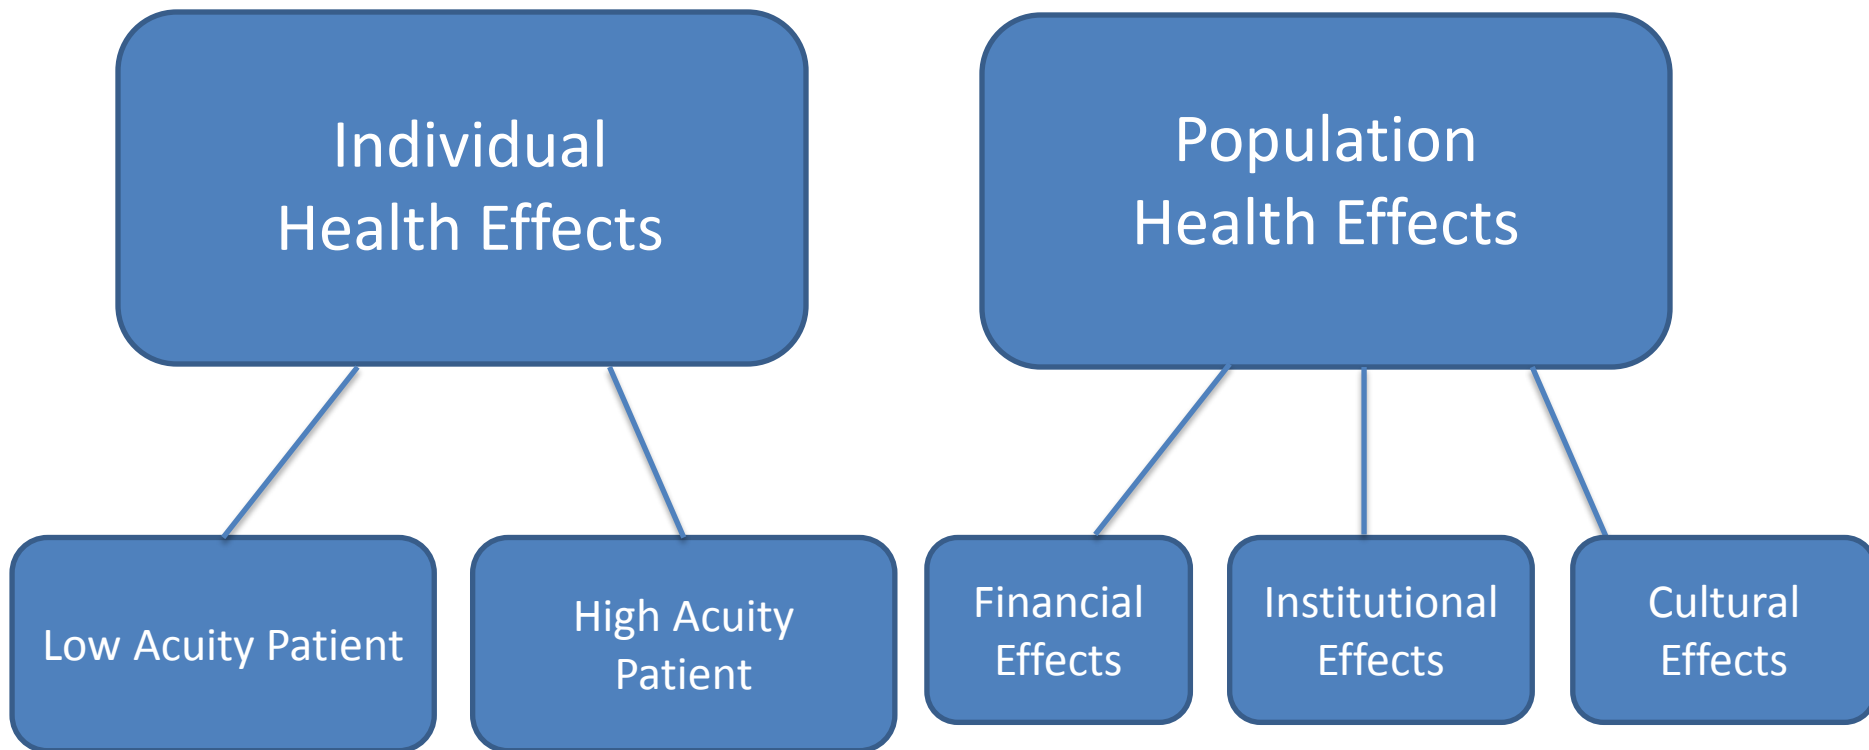 Individual
Health Effects
Population
Health Effects
Low Acuity Patient
High Acuity
Patient
Financial
Effects
Institutional
Effects
Cultural
Effects